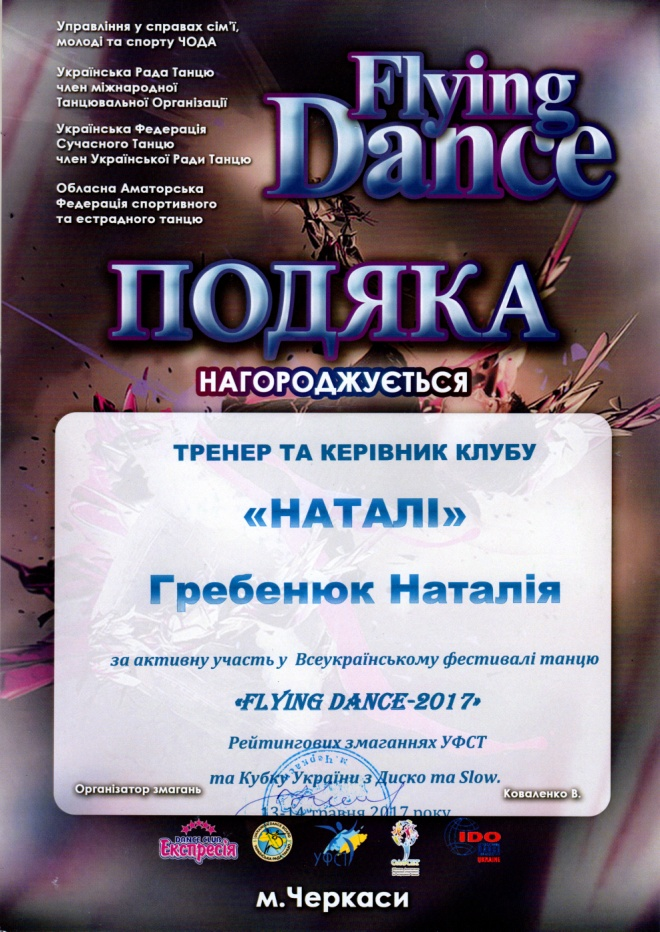 Управління у справах сім'ї,
молоді та спорту ЧОДА
Українська Рада Танцю
член міжнародної
Танцювальної Організації
Українська Федерація
Сучасного Танцю
член Української Ради Танцю
Обласна Аматорська
Федерація спортивного
та естрадного танцю
Flying
Dance
ПОДЯКА
НАГОРОДЖУЄТЬСЯ
ТРЕНЕР ТА КЕРІВНИК КЛУБУ
«НАТАЛІ»
Гребенюк Наталія
за активну участь у Всеукраїнському фестивалі танцю
«FLYING DANCE-2017»
Рейтингових змаганнях УФСТ
та Кубку України з Диско та Slow.
Організатор змагань
Коваленко В.
13-14 травня 2017 року
м. Черкаси
DANCE CLUB
Експресія
УФСТ
IDO
м.Черкаси